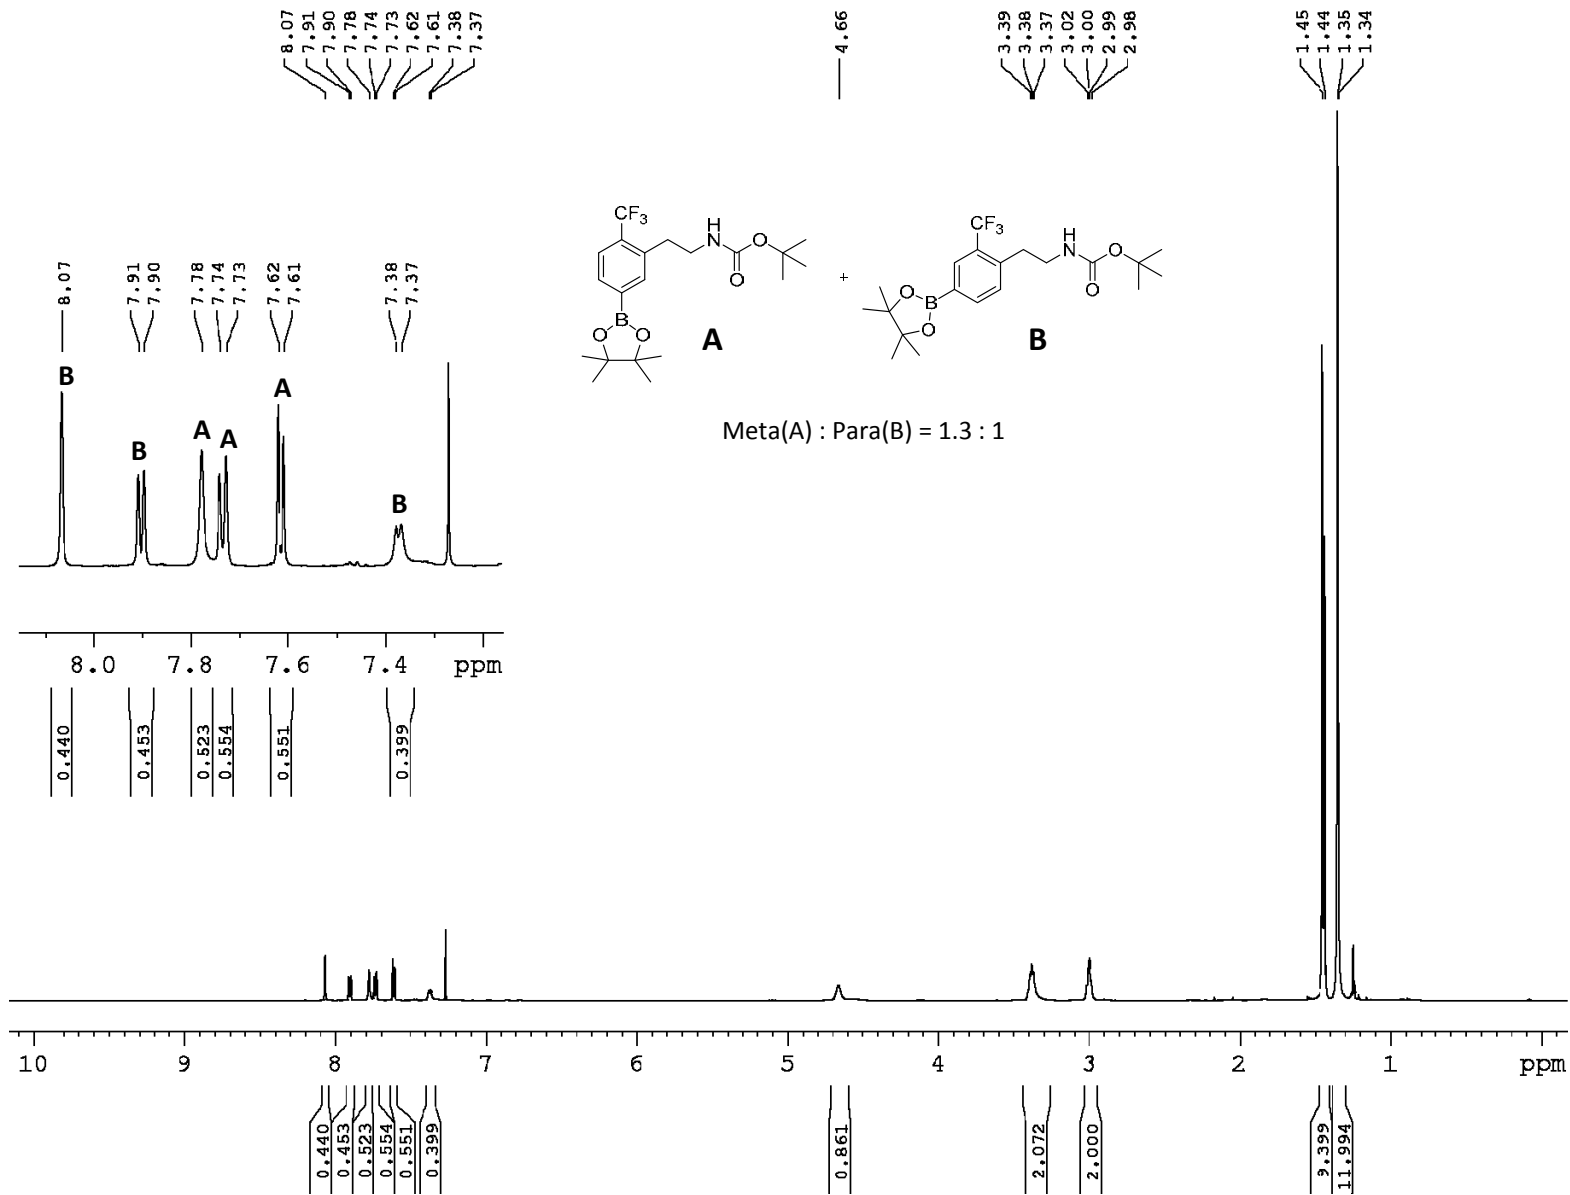 8.07
7.91
7.90
7.78
7.74
7.73
7.62
7.61
7.38
7.37
4.66
3.39
3.38
3.37
3.02
3.00
2.99
2.98
1.45
1.44
1.35
1.34
8.07
7.91
7.90
7.78
7.74
7.73
7.62
7.61
7.38
7.37
B
B
A
A
A
B
8.0 7.8 7.6 7.4 ppm
0.440
0.453
0.523
0.554
0.551
0.399
CF3
H
N
O
O
B
O
O
A
+
CF3
H
N
O
O
O
B
O
B
Meta(A) : Para(B) = 1.3 : 1
10 9 8 7 6 5 4 3 2 1 ppm
0.440
0.453
0.523
0.554
0.551
0.399
0.861
2.072
2.000
9.399
11.994